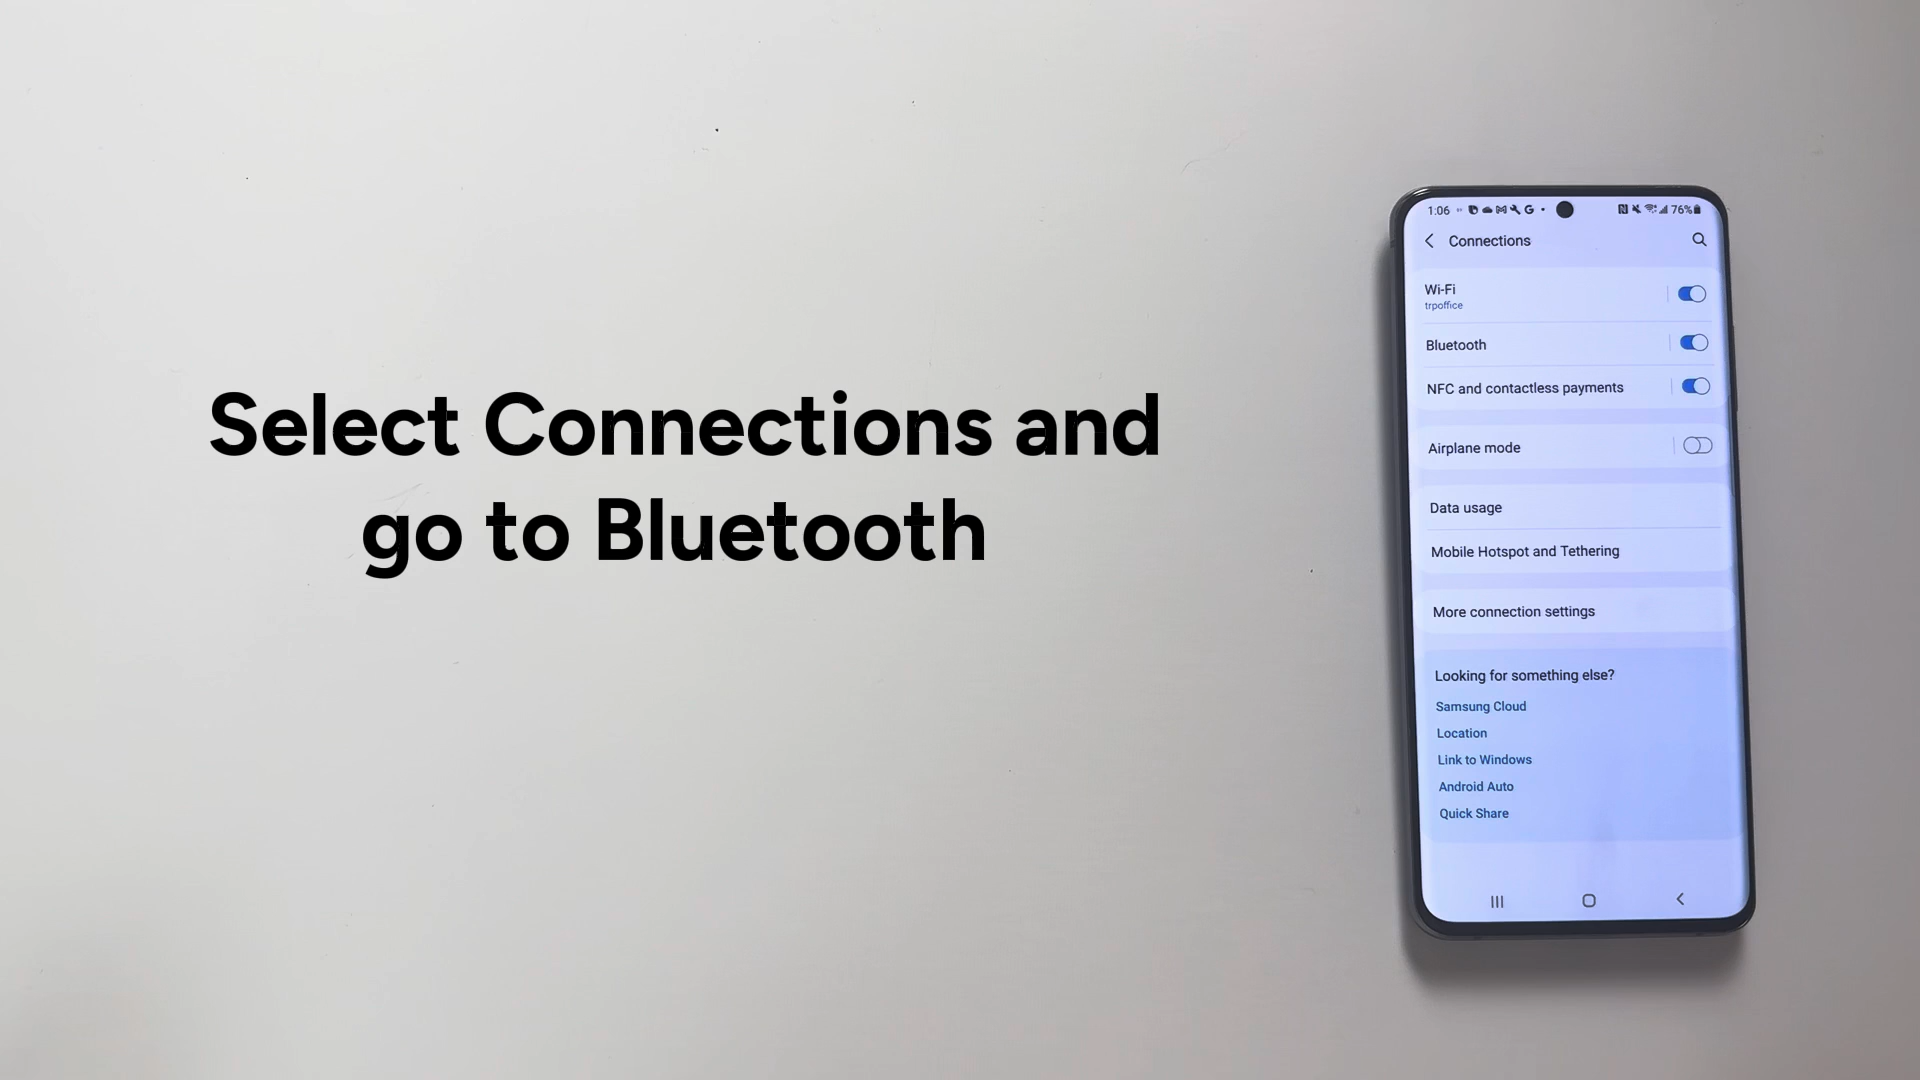 Select Connections and
go to Bluetooth
1:06
76%
Connections
Wi-Fi
trpoffice
Bluetooth
NFC and contactless payments
Airplane mode
Data usage
Mobile Hotspot and Tethering
More connection settings
Looking for something else?
Samsung Cloud
Location
Link to Windows
Android Auto
Quick Share